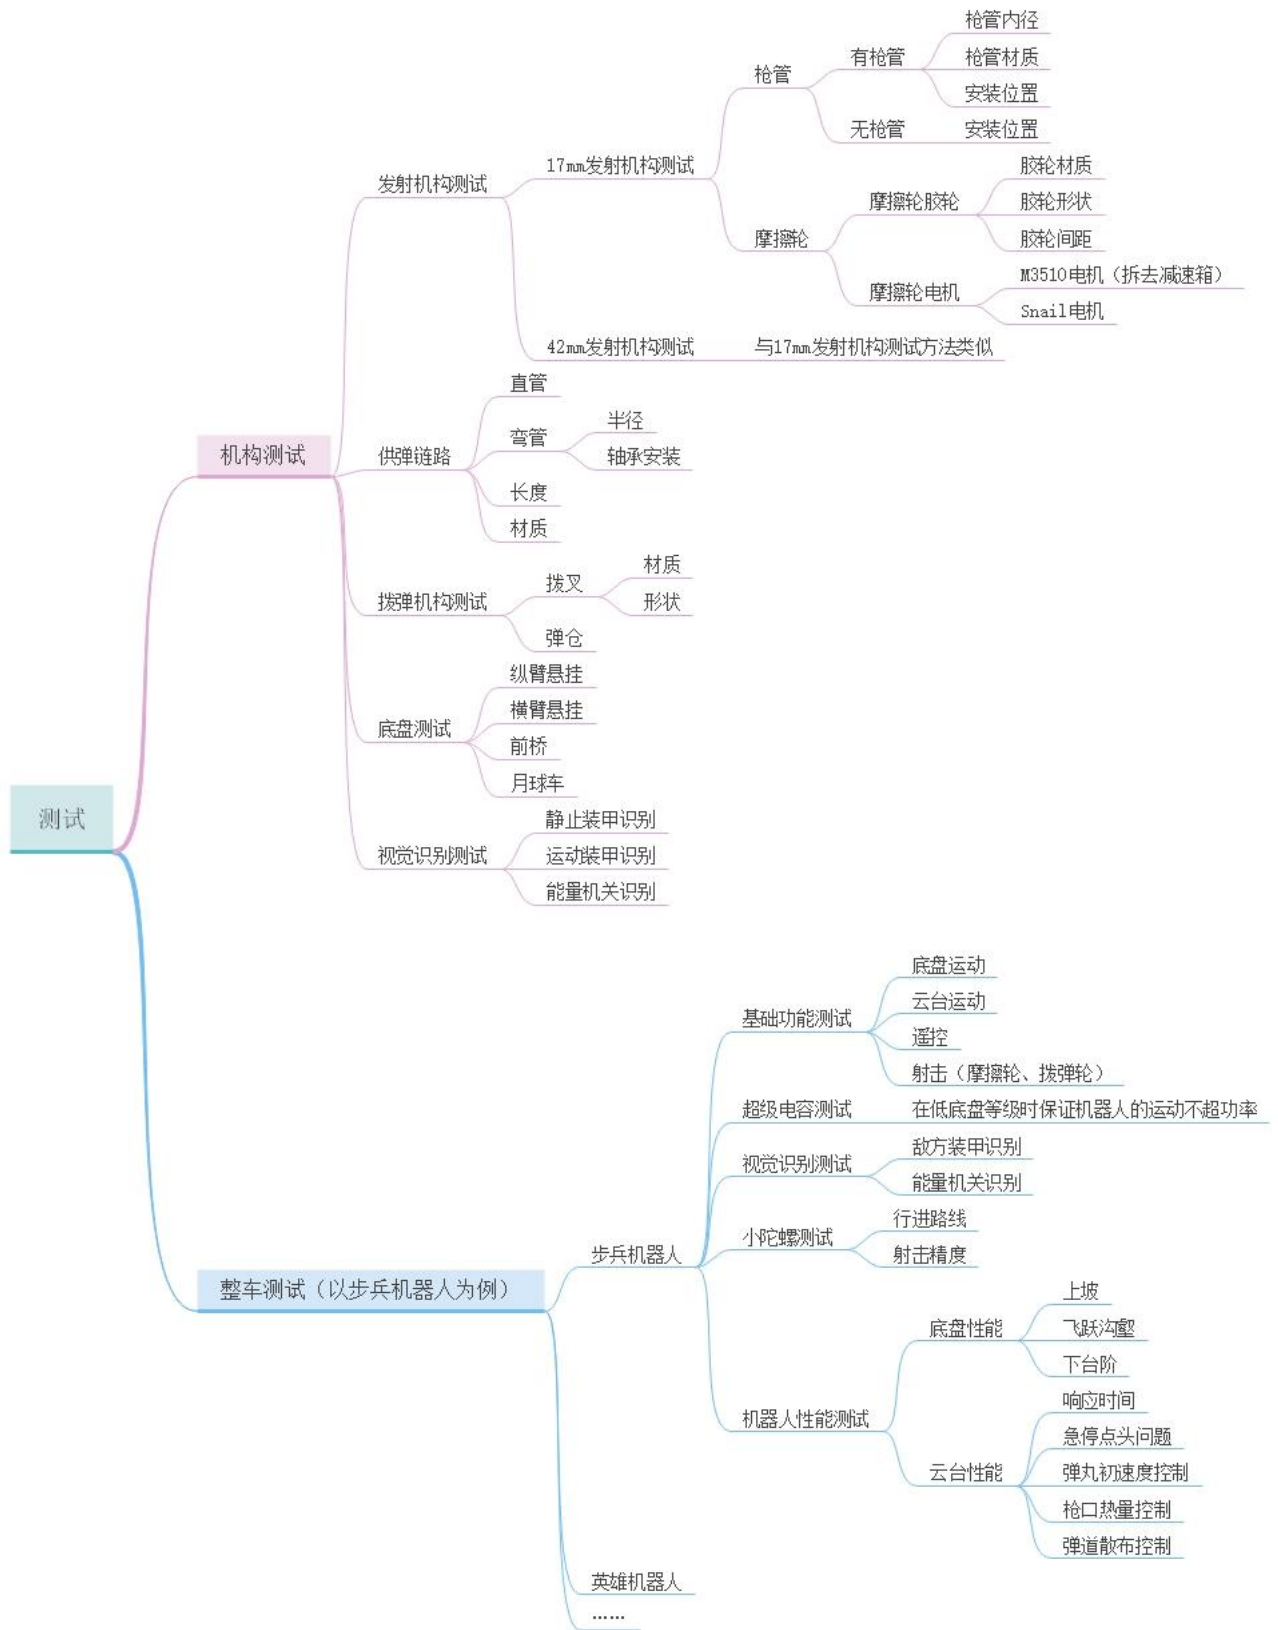 枪管内径
有枪管
枪管材质
枪管
安装位置
无枪管
安装位置
17mm发射机构测试
胶轮材质
发射机构测试
摩擦轮胶轮
胶轮形状
摩擦轮
胶轮间距
M3510电机（拆去减速箱）
摩擦轮电机
Snail电机
42mm发射机构测试
与17mm发射机构测试方法类似
直管
半径
弯管
机构测试
供弹链路
轴承安装
长度
材质
材质
拨叉
拨弹机构测试
形状
弹仓
纵臂悬挂
横臂悬挂
底盘测试
前桥
月球车
测试
静止装甲识别
视觉识别测试
运动装甲识别
能量机关识别
底盘运动
云台运动
基础功能测试
遥控
射击（摩擦轮、拨弹轮）
超级电容测试
在低底盘等级时保证机器人的运动不超功率
敌方装甲识别
视觉识别测试
能量机关识别
行进路线
小陀螺测试
步兵机器人
射击精度
整车测试（以步兵机器人为例）
上坡
底盘性能
飞跃沟壑
下台阶
响应时间
机器人性能测试
急停点头问题
云台性能
弹丸初速度控制
枪口热量控制
弹道散布控制
英雄机器人
……